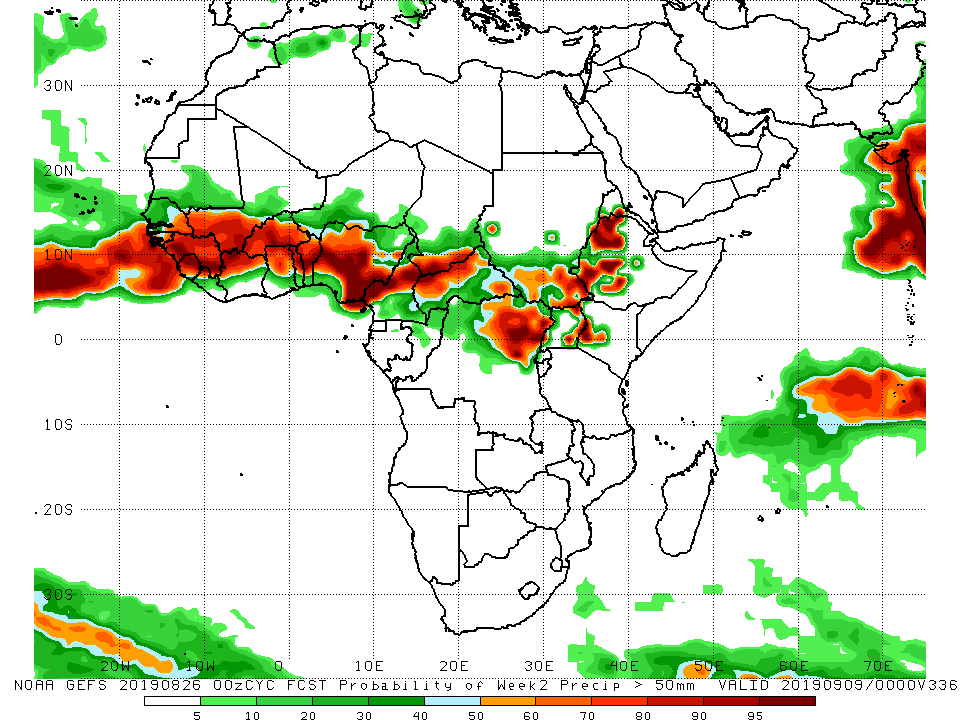 30N
20N
10N
0
10S
20S
30S
20W 10W 0 10E 20E 30E 40E 50E 60E 70E
NOAA GEFS 20190826 00zCYC FCST Probability of Week2 Precip > 50mm VALID 20190909/0000V336
5 10 20 30 40 50 60 70 80 90 95